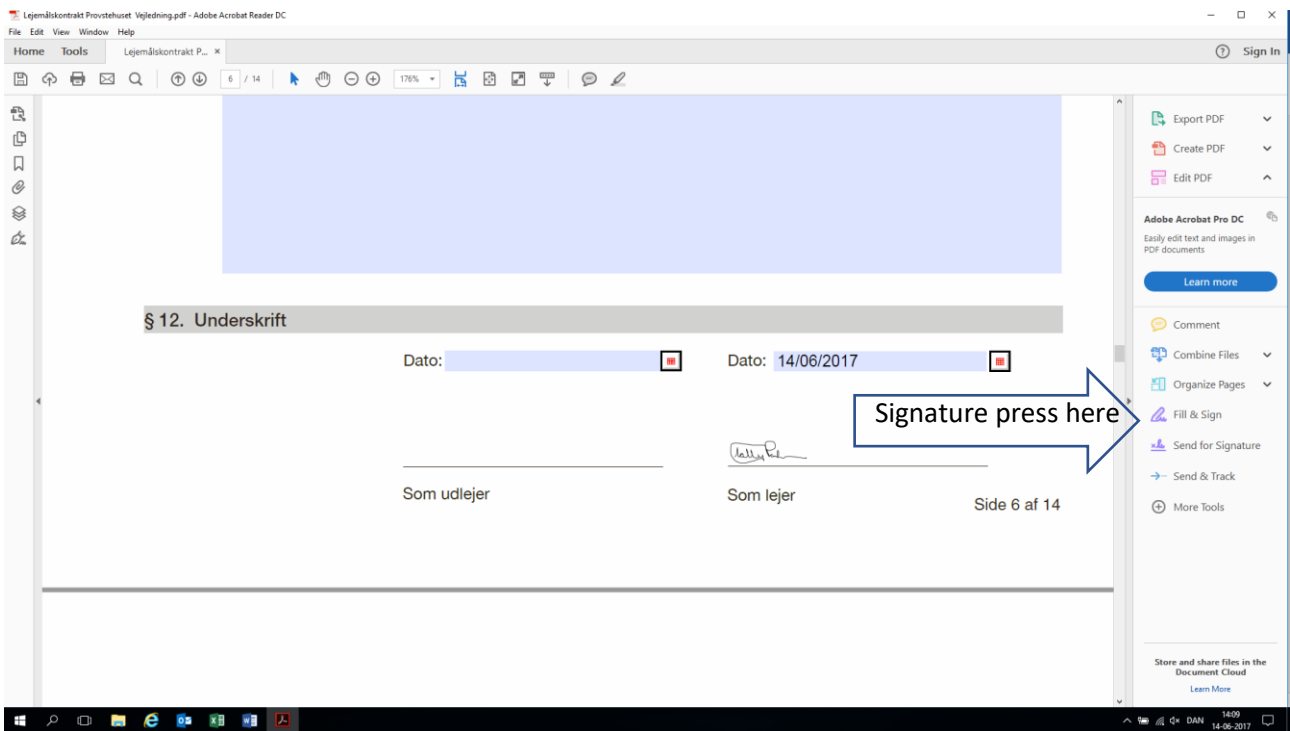 Lejemålskontrakt Provstehuset Vejledning.pdf - Adobe Acrobat Reader DC
File Edit View Window Help
Home Tools Lejemålskontrakt P... × Sign In
6 / 14 176%
Export PDF
Create PDF
Edit PDF
Adobe Acrobat Pro DC
Easily edit text and images in
PDF documents
Learn more
§ 12. Underskrift
Comment
Dato: Dato: 14/06/2017
Combine Files
Organize Pages
Signature press here
Fill & Sign
Send for Signature
Send & Track
Som udlejer Som lejer
Side 6 af 14
More Tools
Store and share files in the
Document Cloud
Learn More
DAN 14:09
14-06-2017